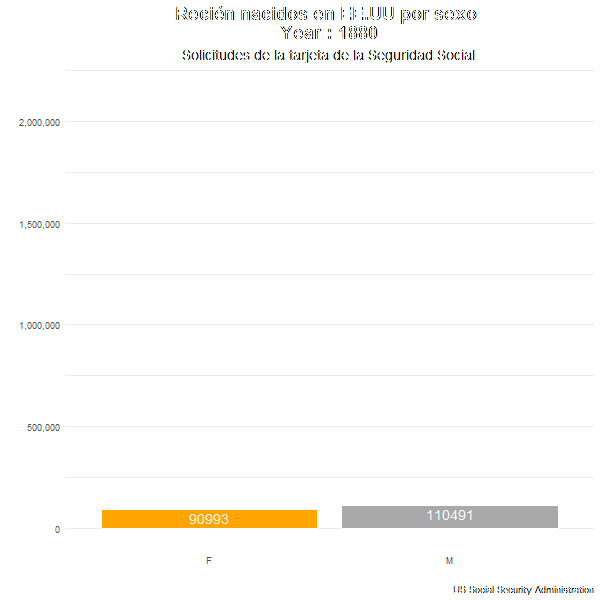 Recién nacidos en EE.UU por sexo
Year : 1880
Solicitudes de la tarjeta de la Seguridad Social
2,000,000
1,500,000
1,000,000
500,000
0
90993
110491
F
M
US Social Security Administration